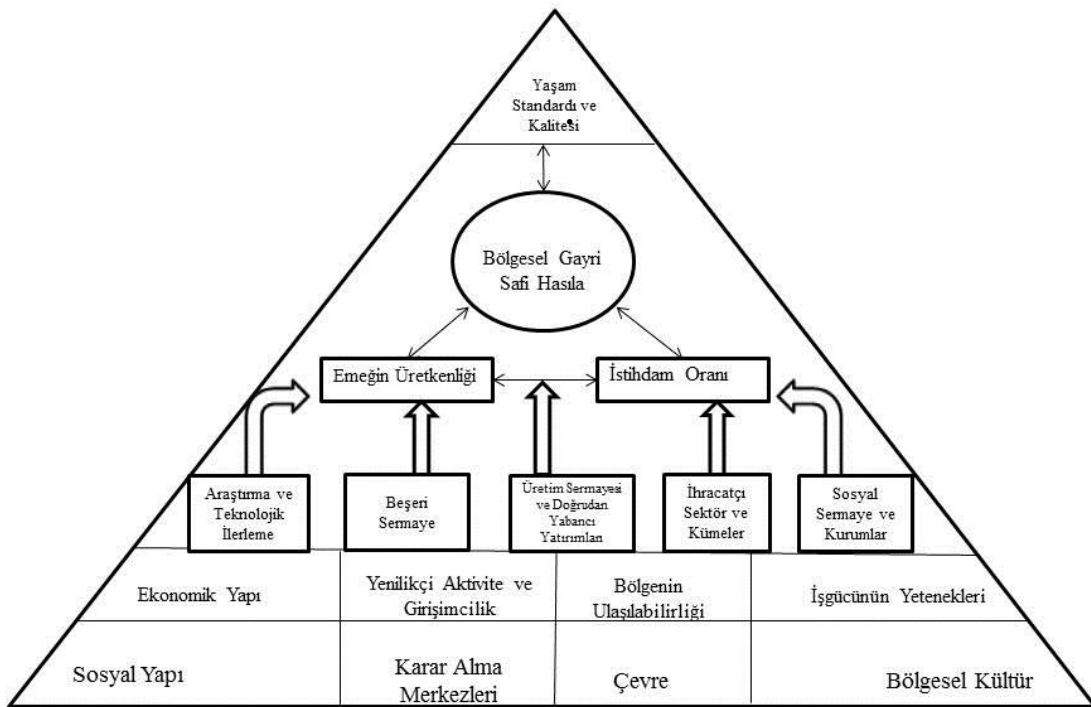 Yaşam
Standardı ve
Kalitesi
Bölgesel Gayri
Safi Hasıla
Emeğin Üretkenliği
İstihdam Oranı
Araştırma ve
Teknolojik
İlerleme
Beşeri
Sermaye
Üretim Sermayesi
ve Doğrudan
Yabancı
Yatırımları
İhracatçı
Sektör ve
Kümeler
Sosyal
Sermaye ve
Kurumlar
Ekonomik Yapı
Yenilikçi Aktivite ve
Girişimcilik
Bölgenin
Ulaşılabilirliği
İşgücünün Yetenekleri
Sosyal Yapı
Karar Alma
Merkezleri
Çevre
Bölgesel Kültür